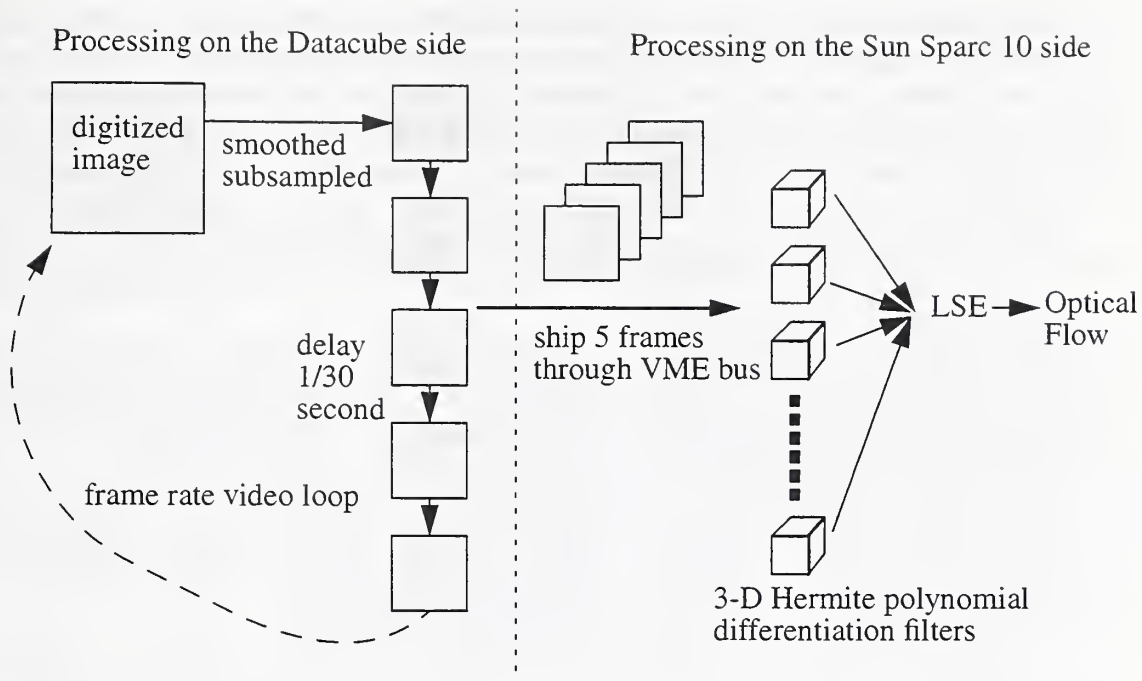 Processing on the Datacube side
Processing on the Sun Sparc 10 side
digitized
image
smoothed
subsampled
delay
1/30
second
frame rate video loop
ship 5 frames
through VME bus
LSE
Optical
Flow
3-D Hermite polynomial
differentiation filters